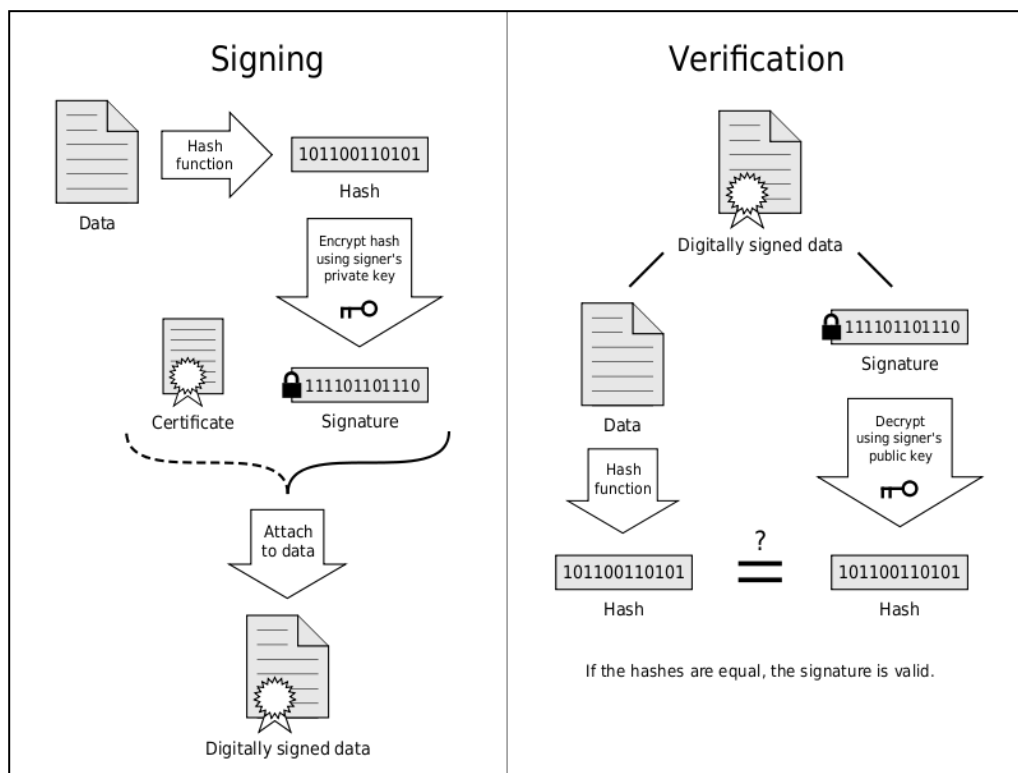 Signing
Hash
function
101100110101
Hash
Data
Encrypt hash
using signer's
private key
111101101110
Certificate
Signature
Attach
to data
Digitally signed data
Verification
Digitally signed data
111101101110
Signature
Data
Decrypt
using signer's
public key
Hash
function
?
101100110101
101100110101
Hash
Hash
If the hashes are equal, the signature is valid.